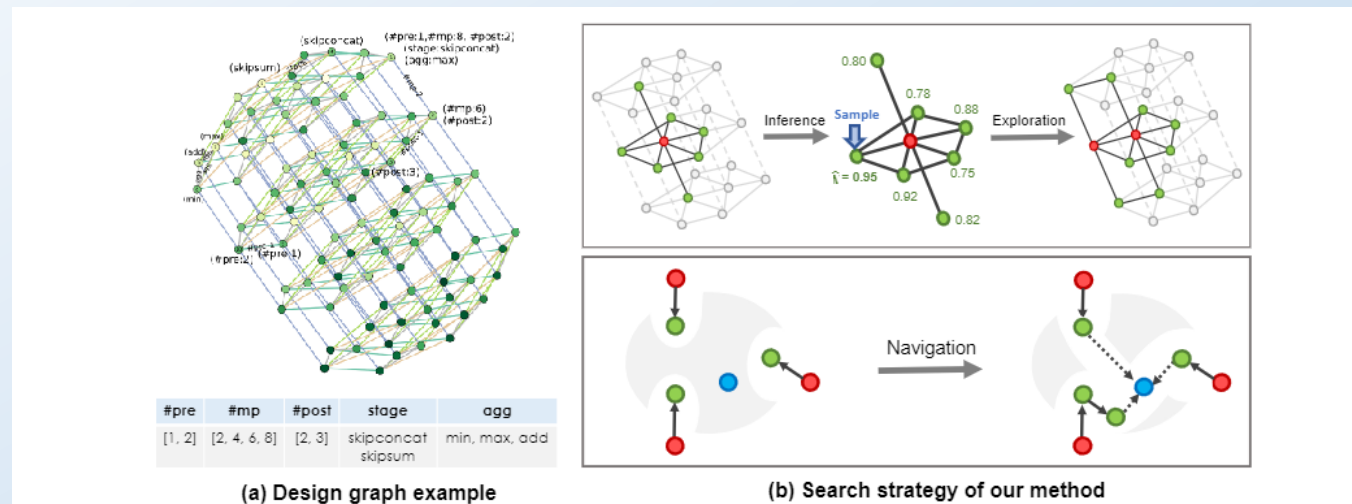 (skipconcat)
(#pre:1,#mp:8, #post:2)
(stage:skipconcat)
(agg:max)
(skipsum)
(#mp:6)
(#post:2)
(max)
(add)
(#post:3)
(min)
(#pre:2)
(#pre:1)
#pre #mp #post stage agg
[1, 2] [2, 4, 6, 8] [2, 3] skipconcat min, max, add
skipsum
(a) Design graph example
Inference
0.80
0.78
Sample
0.88
0.75
= 0.95
0.92
0.82
Exploration
Navigation
(b) Search strategy of our method